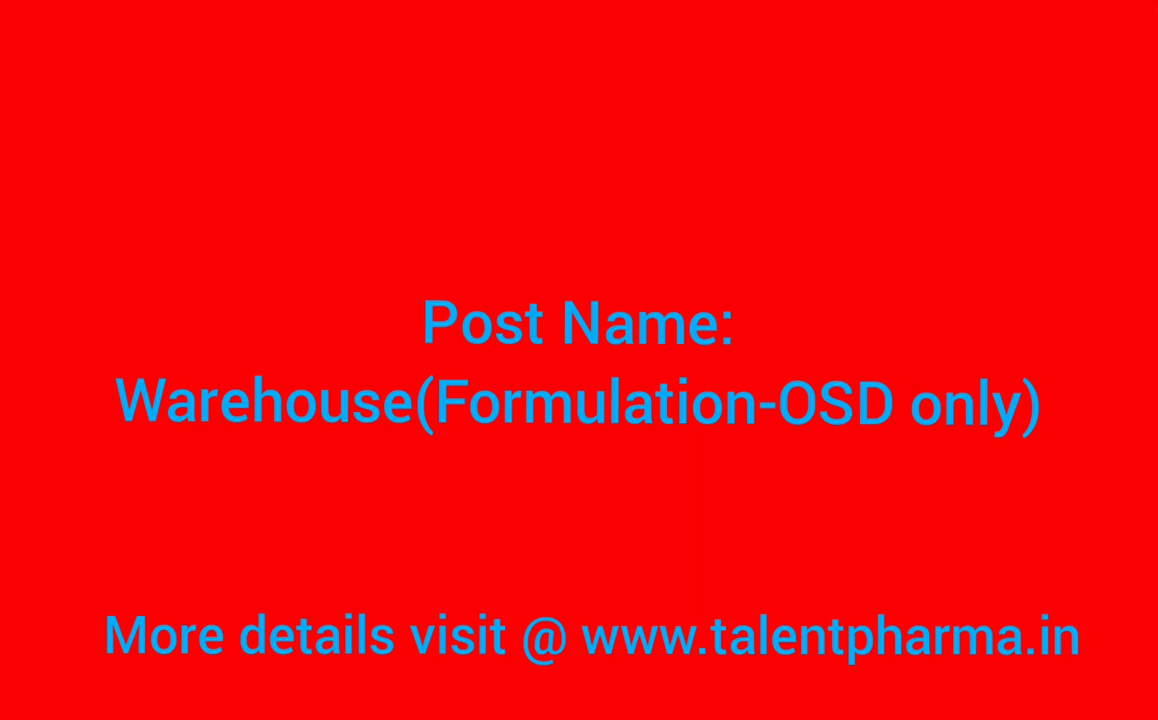 Post Name:
Warehouse(Formulation-OSD only)
More details visit @ www.talentpharma.in